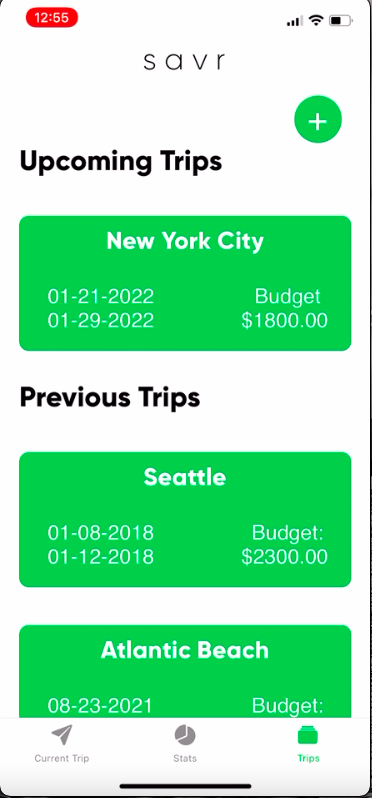 12:55
savr
+
Upcoming Trips
New York City
01-21-2022 Budget
01-29-2022 $1800.00
Previous Trips
Seattle
01-08-2018 Budget:
01-12-2018 $2300.00
Atlantic Beach
08-23-2021 Budget:
Current Trip Stats Trips